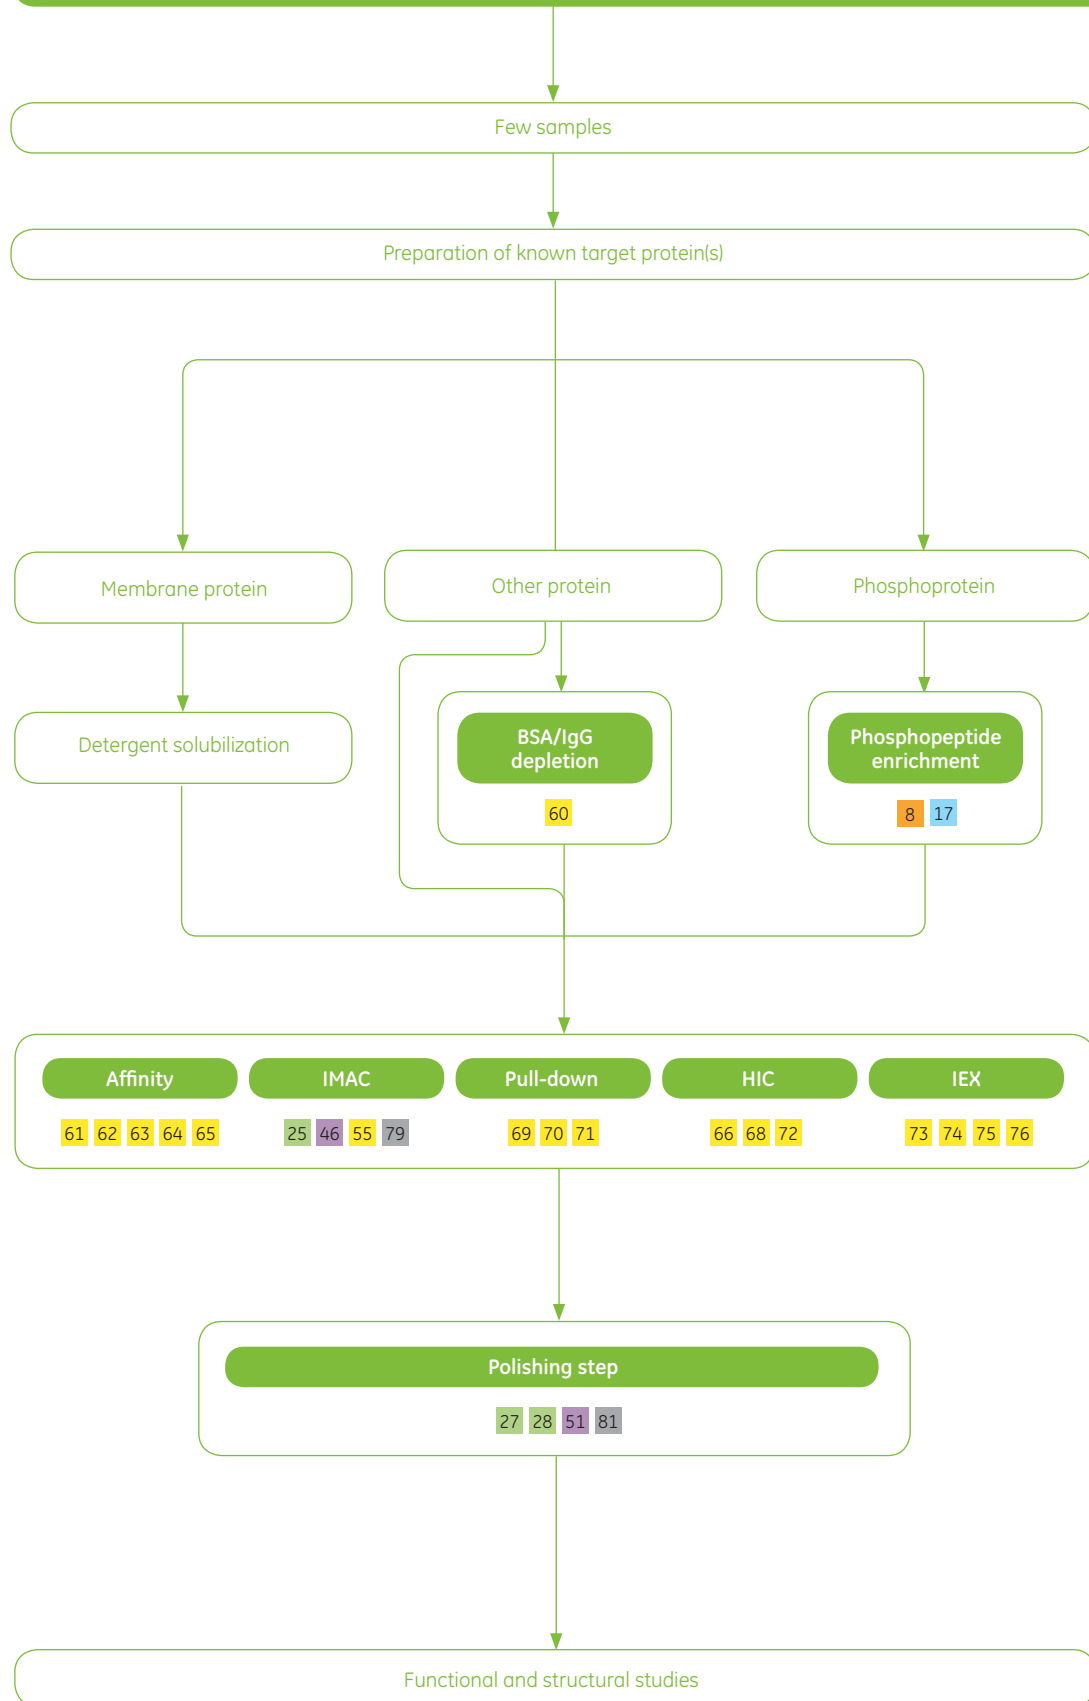 Few samples
Preparation of known target protein(s)
Membrane protein
Other protein
Phosphoprotein
Detergent solubilization
BSA/IgG
depletion
60
Phosphopeptide
enrichment
8 17
Affinity
61 62 63 64 65
IMAC
25 46 55 79
Pull-down
69 70 71
HIC
66 68 72
IEX
73 74 75 76
Polishing step
27 28 51 81
Functional and structural studies